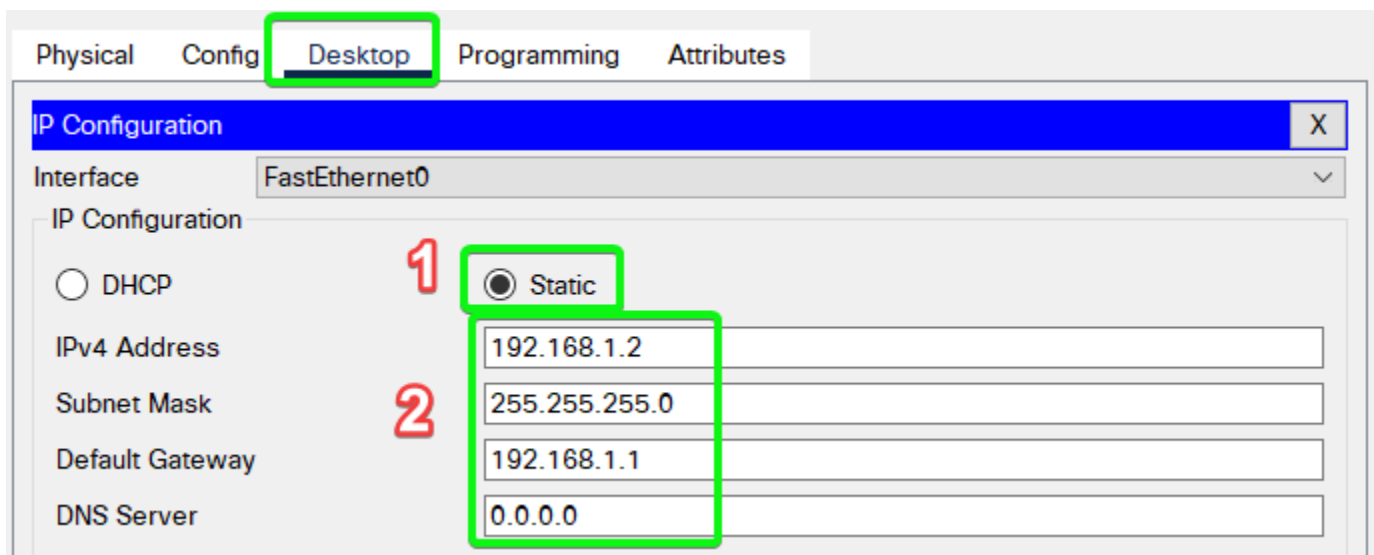 Physical Config Desktop Programming Attributes
IP Configuration X
Interface FastEthernet0
IP Configuration
DHCP 1 Static
IPv4 Address 192.168.1.2
Subnet Mask 255.255.255.0
2
Default Gateway 192.168.1.1
DNS Server 0.0.0.0